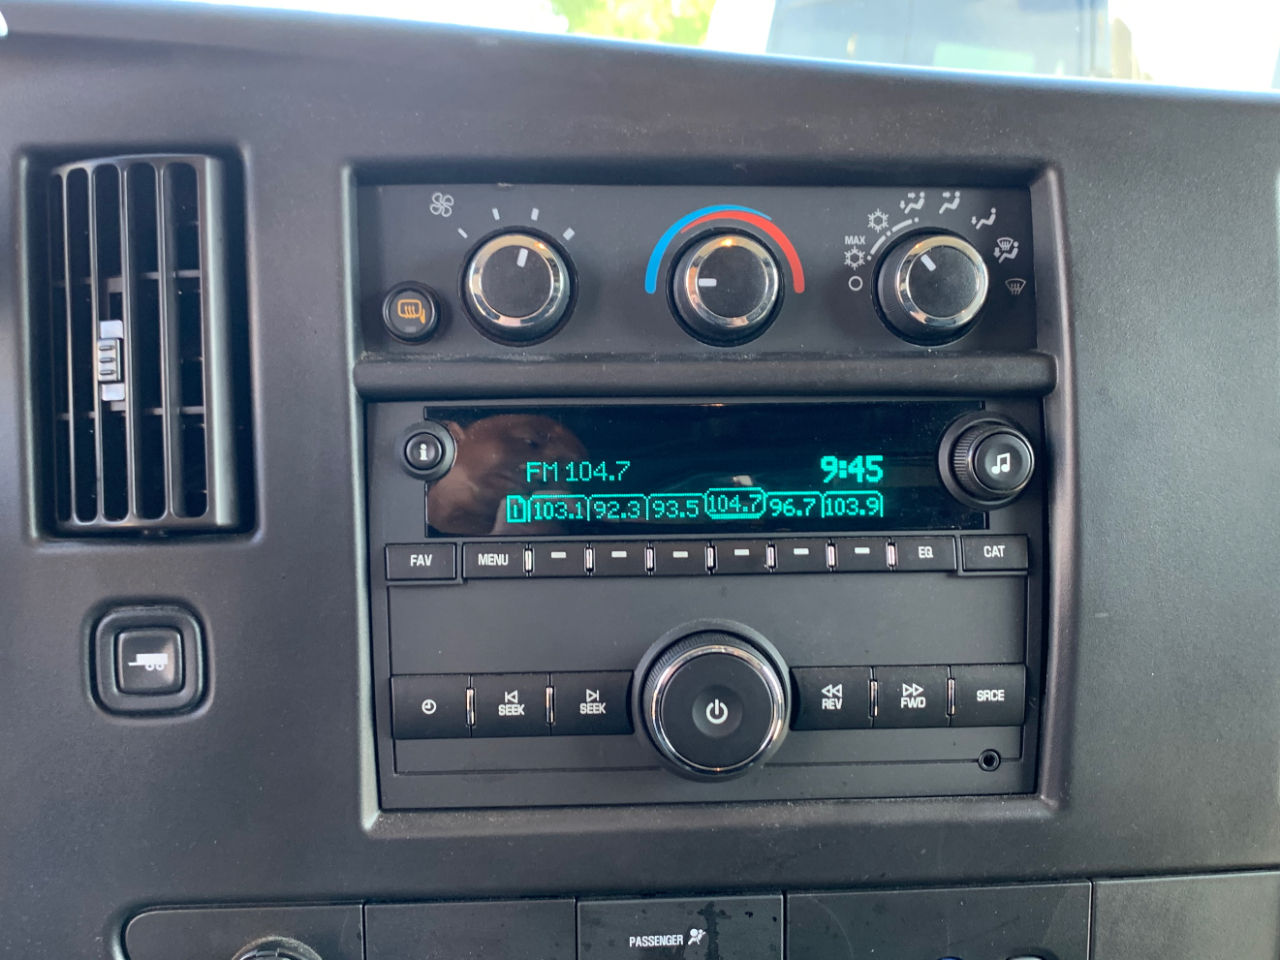 MAX
FM 104.7 9:45
1 103.1 92.3 93.5 104.7 96.7 103.9
FAV MENU EQ CAT
SEEK SEEK REV FWD SRCE
PASSENGER